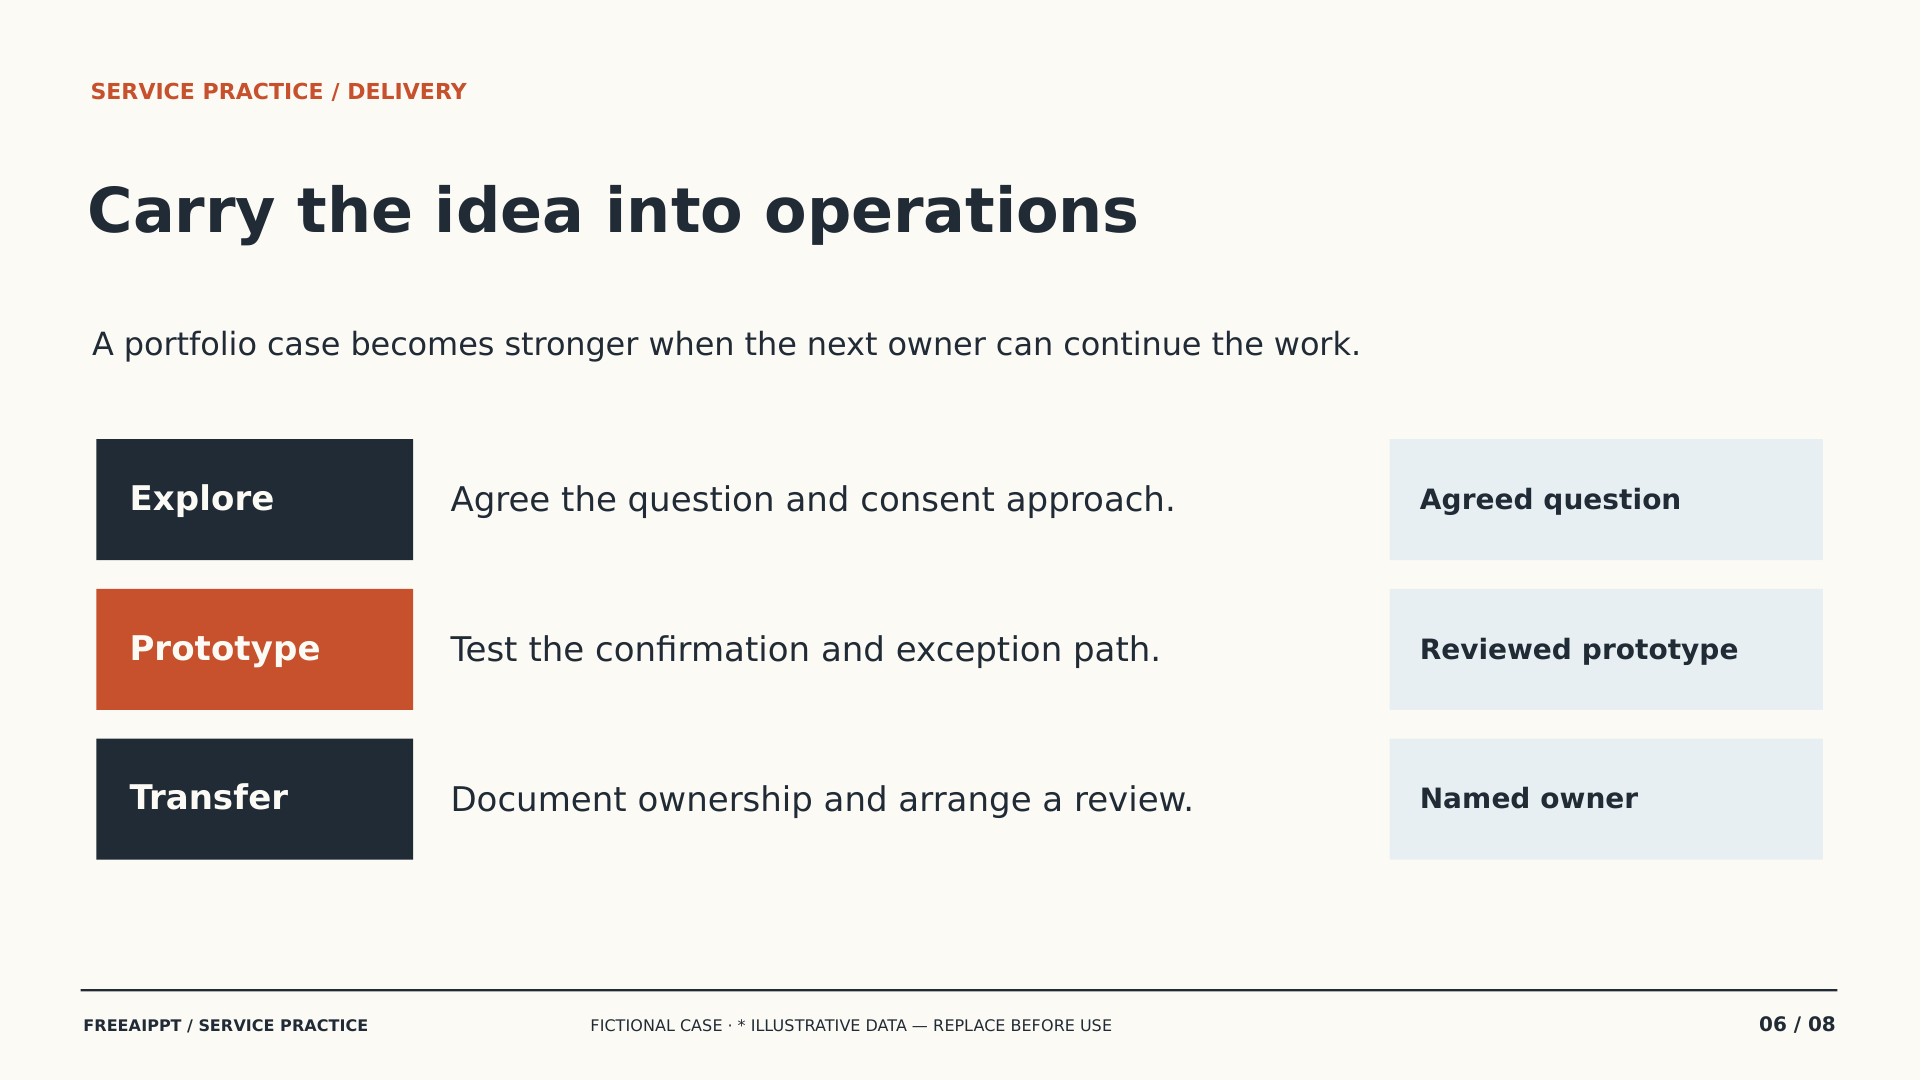 SERVICE PRACTICE / DELIVERY
Carry the idea into operations
A portfolio case becomes stronger when the next owner can continue the work.
Explore
Agree the question and consent approach.
Agreed question
Prototype
Test the confirmation and exception path.
Reviewed prototype
Transfer
Document ownership and arrange a review.
Named owner
FREEAIPPT / SERVICE PRACTICE
FICTIONAL CASE · * ILLUSTRATIVE DATA — REPLACE BEFORE USE
06 / 08